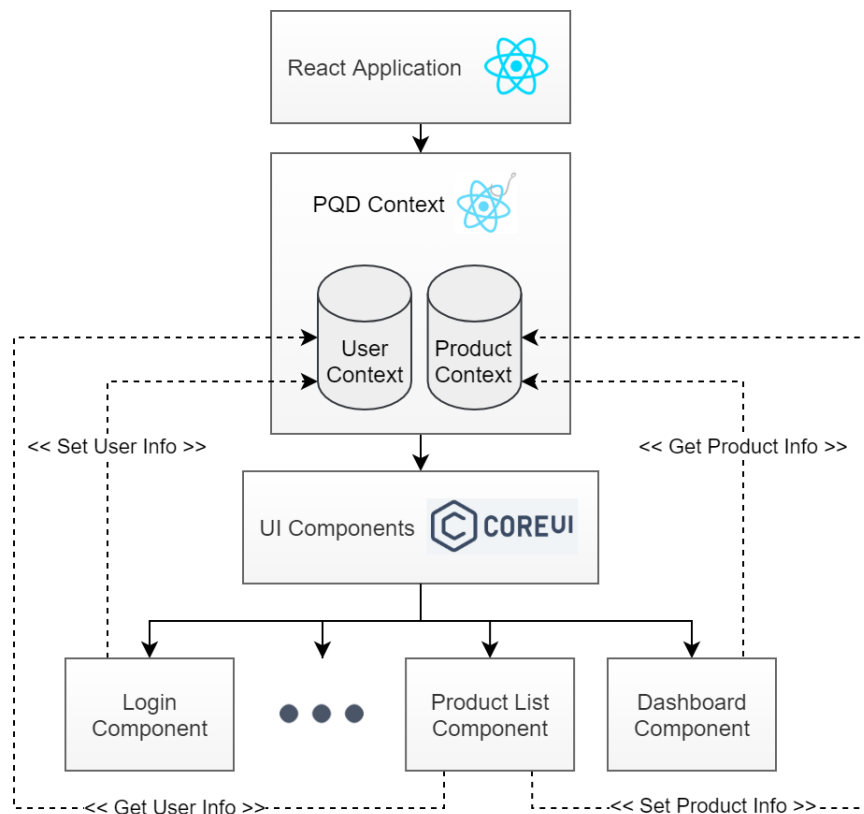 React Application
PQD Context
User
Context
Product
Context
<< Set User Info >>
<< Get Product Info >>
UI Components
COREUI
Login
Component
Product List
Component
Dashboard
Component
<< Get User Info >>
<< Set Product Info >>